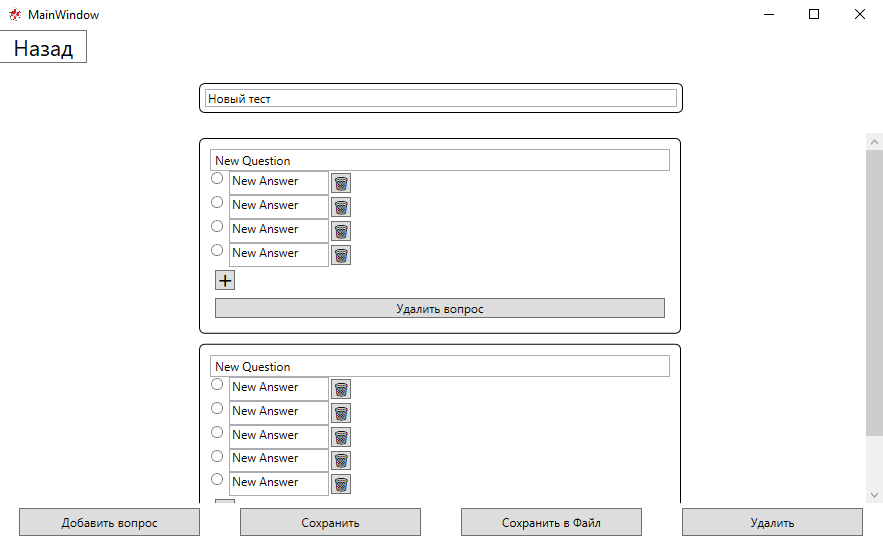 MainWindow
Назад
Новый тест
New Question
New Answer
New Answer
New Answer
New Answer
+
Удалить вопрос
New Question
New Answer
New Answer
New Answer
New Answer
New Answer
Добавить вопрос Сохранить Сохранить в Файл Удалить